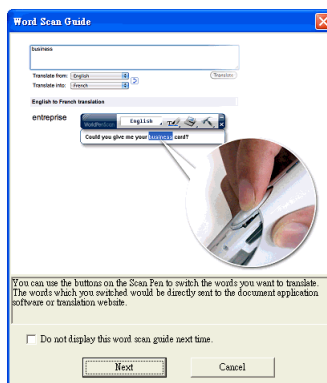 Word Scan Guide
business
Translate from: English
Translate
Translate into: French
English to French translation
entreprise
English
Could you give me your business card?
You can use the buttons on the Scan Pen to switch the words you want to translate.
The words which you switched would be directly sent to the document application
software or translation website.
Do not display this word scan guide next time.
Next
Cancel